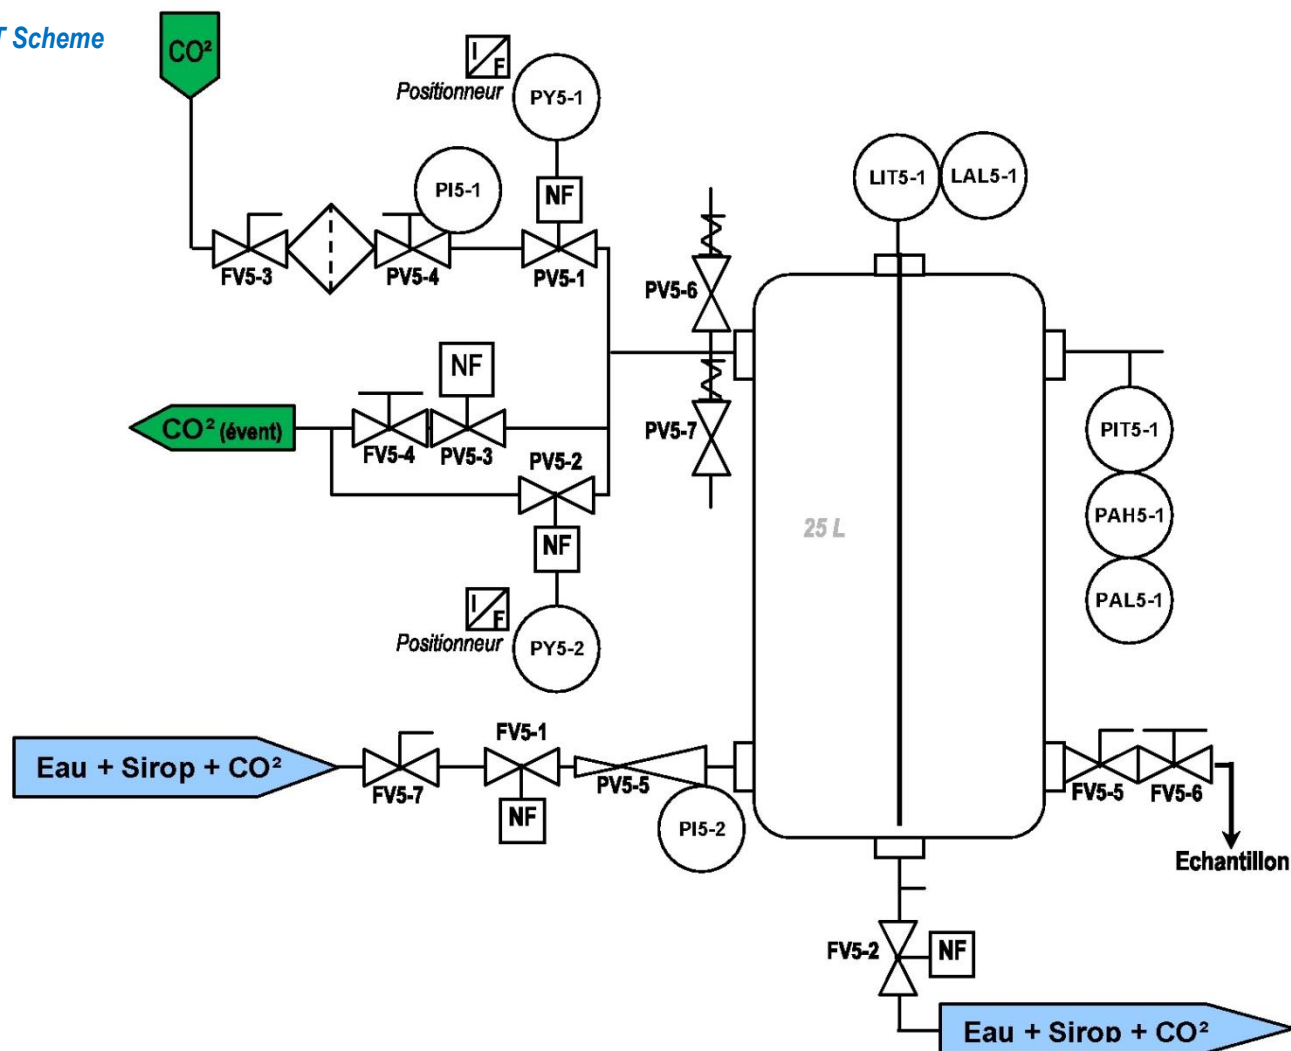 T Scheme
CO²
I/F
Positionneur
PY5-1
PI5-1
NF
FV5-3
PV5-4
PV5-1
LIT5-1
LAL5-1
PV5-6
NF
CO² (évent)
FV5-4
PV5-3
PV5-2
PV5-7
PIT5-1
PAH5-1
PAL5-1
25 L
NF
I/F
Positionneur
PY5-2
Eau + Sirop + CO²
FV5-7
FV5-1
NF
PV5-5
PI5-2
FV5-5
FV5-6
Echantillon
FV5-2
NF
Eau + Sirop + CO²